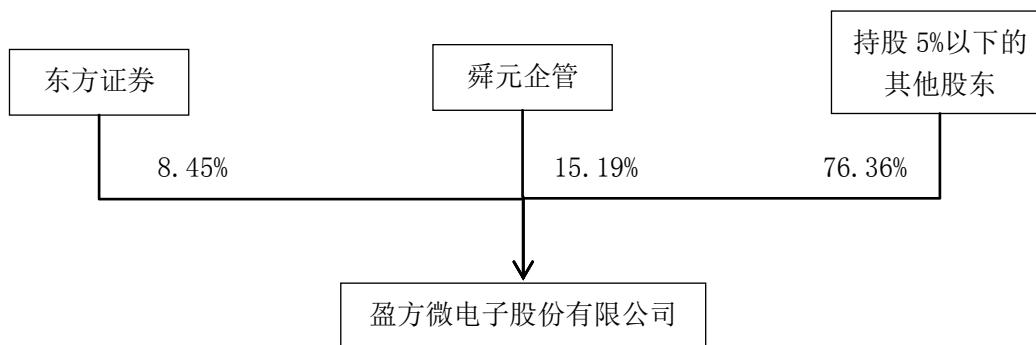 东方证券
舜元企管
持股 5%以下的
其他股东
8.45%
15.19%
76.36%
盈方微电子股份有限公司